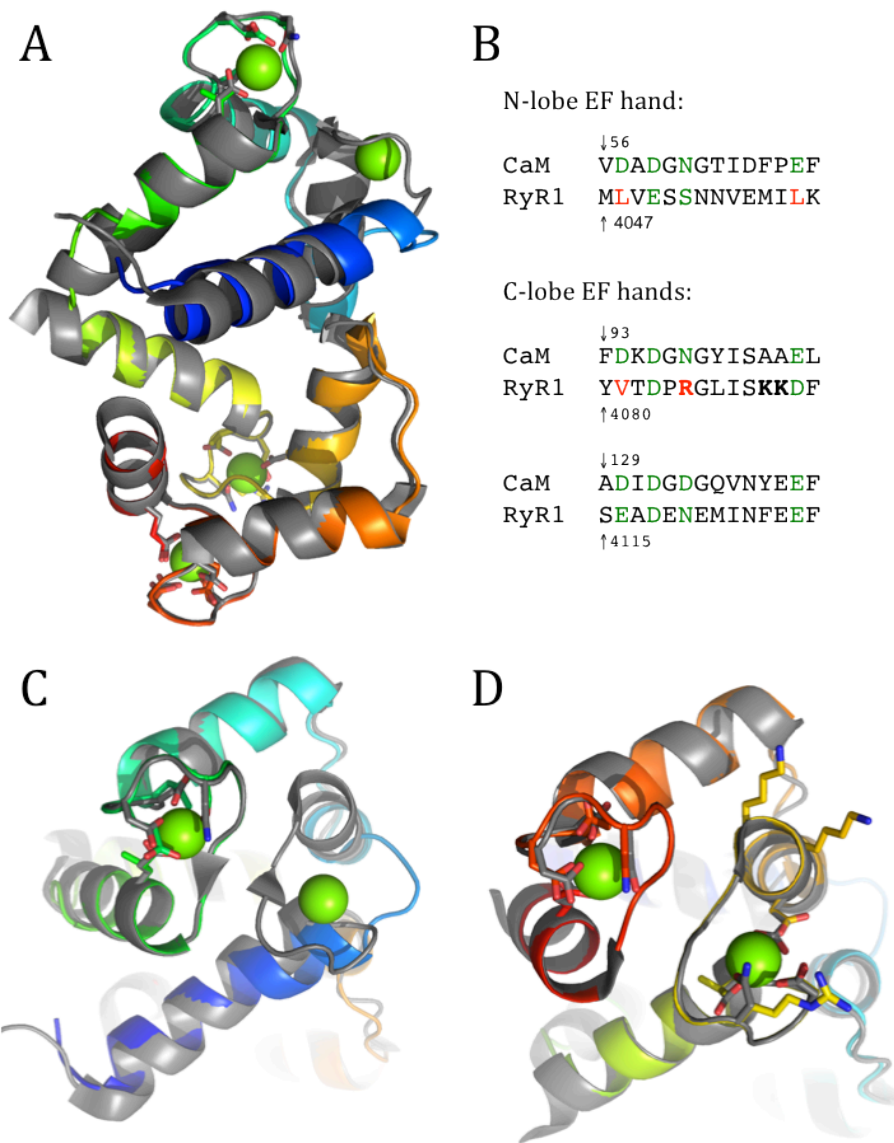 A
B
N-lobe EF hand:
↓56
CaM VDADGNGTIDFPEF
RyR1 MLVESSNNVEMILK
↑4047
C-lobe EF hands:
↓93
CaM FDKDGNGYISAAEL
RyR1 YVTDPRGLISKKDF
↑4080
↓129
CaM ADIDGDGQVNYEEF
RyR1 SEADENEMINFEEF
↑4115
C
D